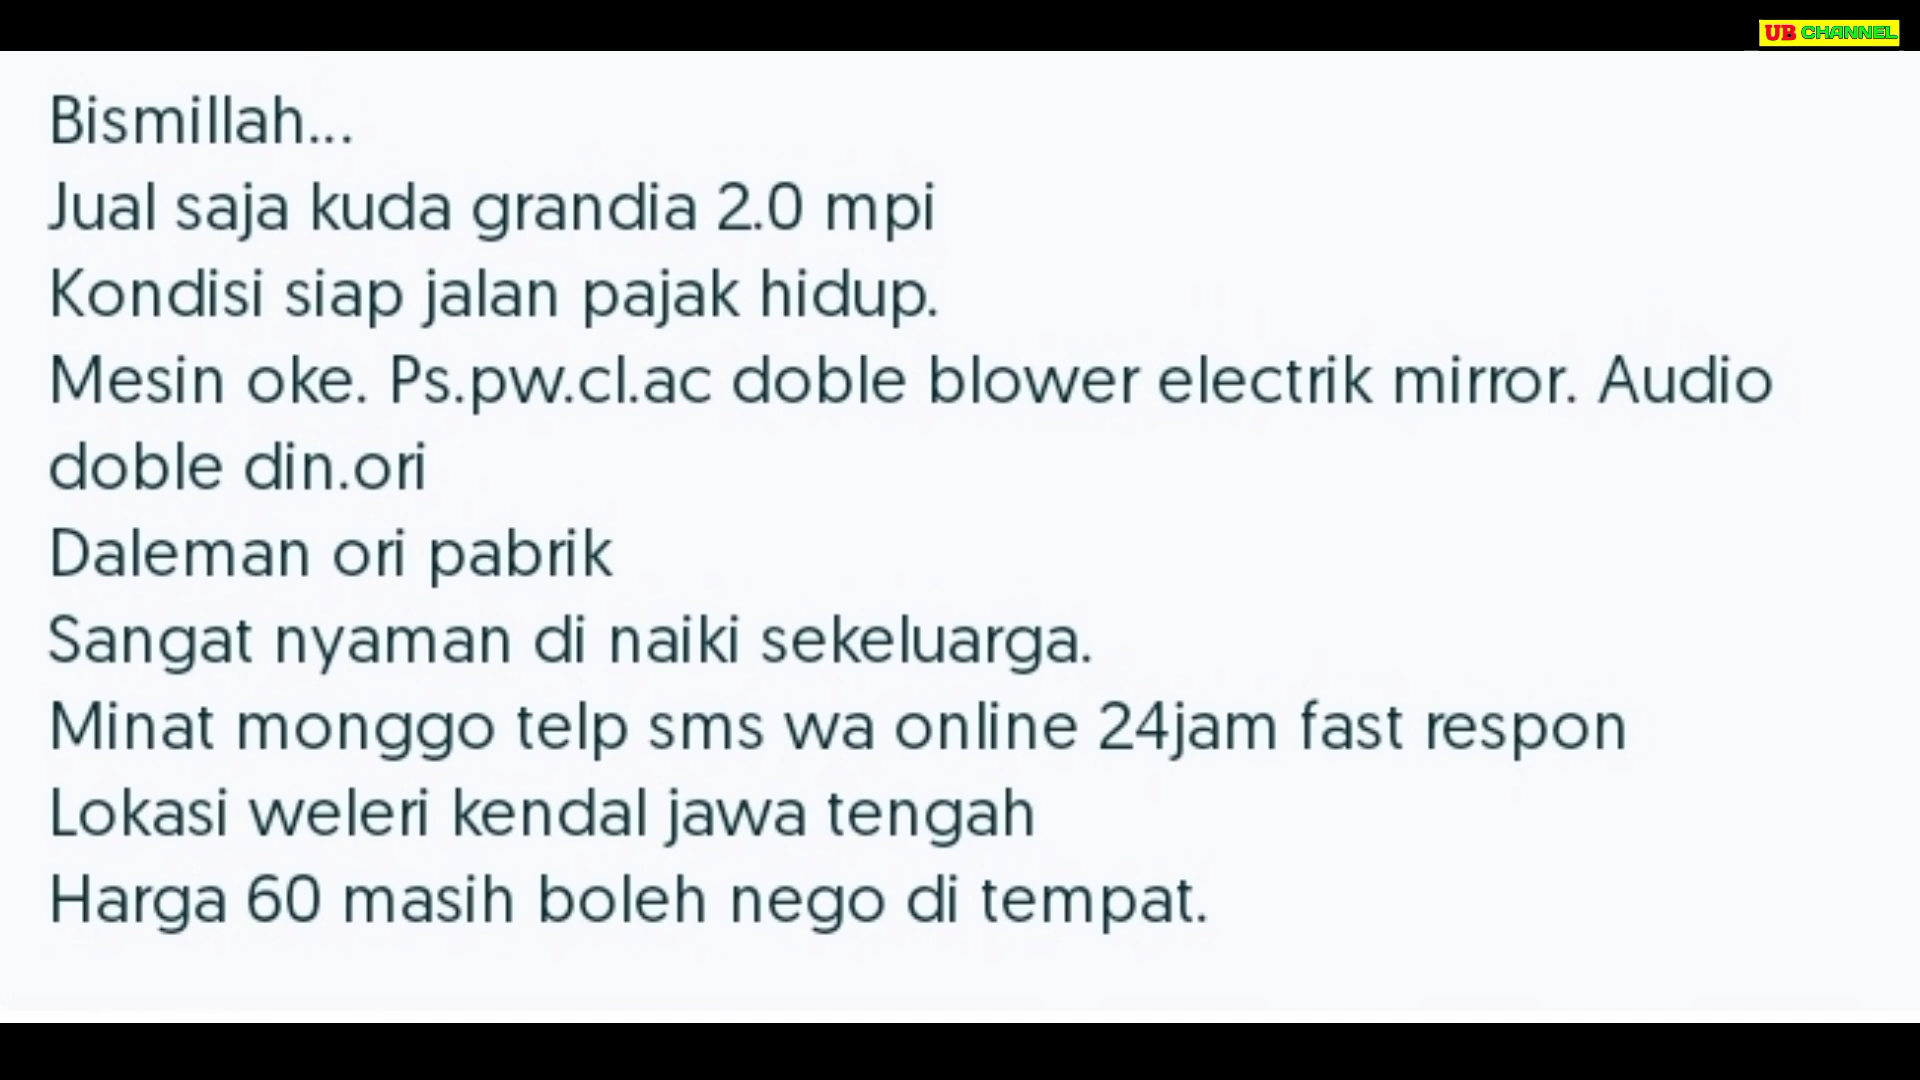 UB CHANNEL
Bismillah...
Jual saja kuda grandia 2.0 mpi
Kondisi siap jalan pajak hidup.
Mesin oke. Ps.pw.cl.ac doble blower electrik mirror. Audio
doble din.ori
Daleman ori pabrik
Sangat nyaman di naiki sekeluarga.
Minat monggo telp sms wa online 24jam fast respon
Lokasi weleri kendal jawa tengah
Harga 60 masih boleh nego di tempat.